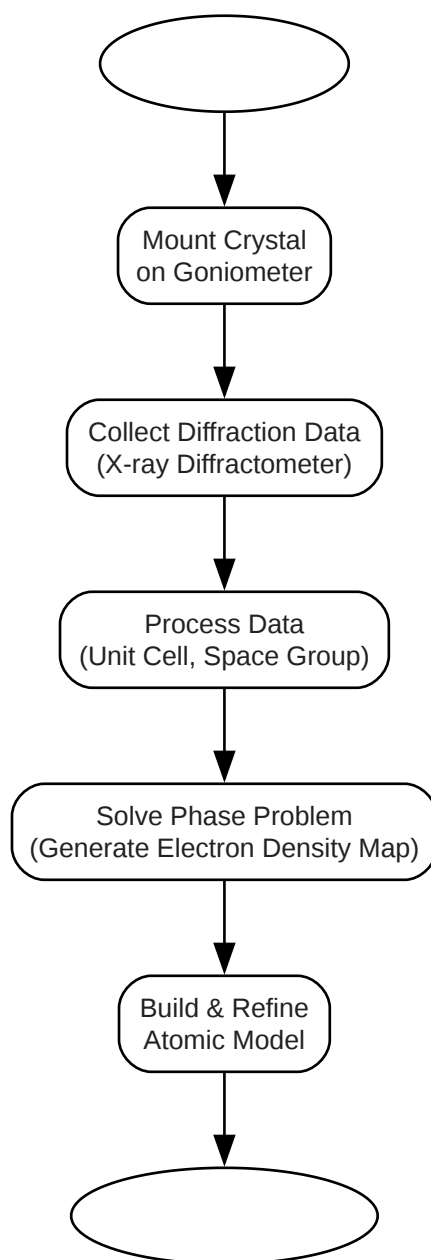 Mount Crystal
on Goniometer
Collect Diffraction Data
(X-ray Diffractometer)
Process Data
(Unit Cell, Space Group)
Solve Phase Problem
(Generate Electron Density Map)
Build & Refine
Atomic Model